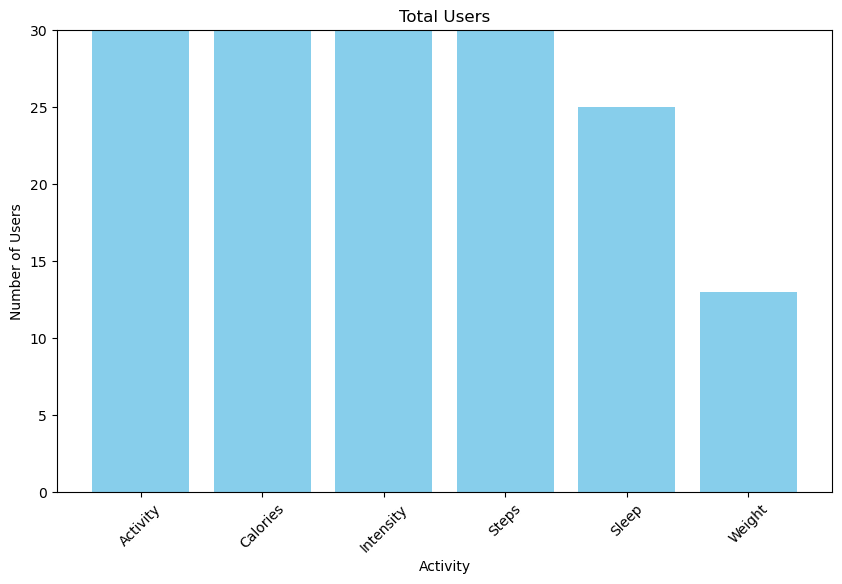 Total Users
Number of Users
30
25
20
15
10
5
0
Activity
Calories
Intensity
Steps
Sleep
Weight
Activity